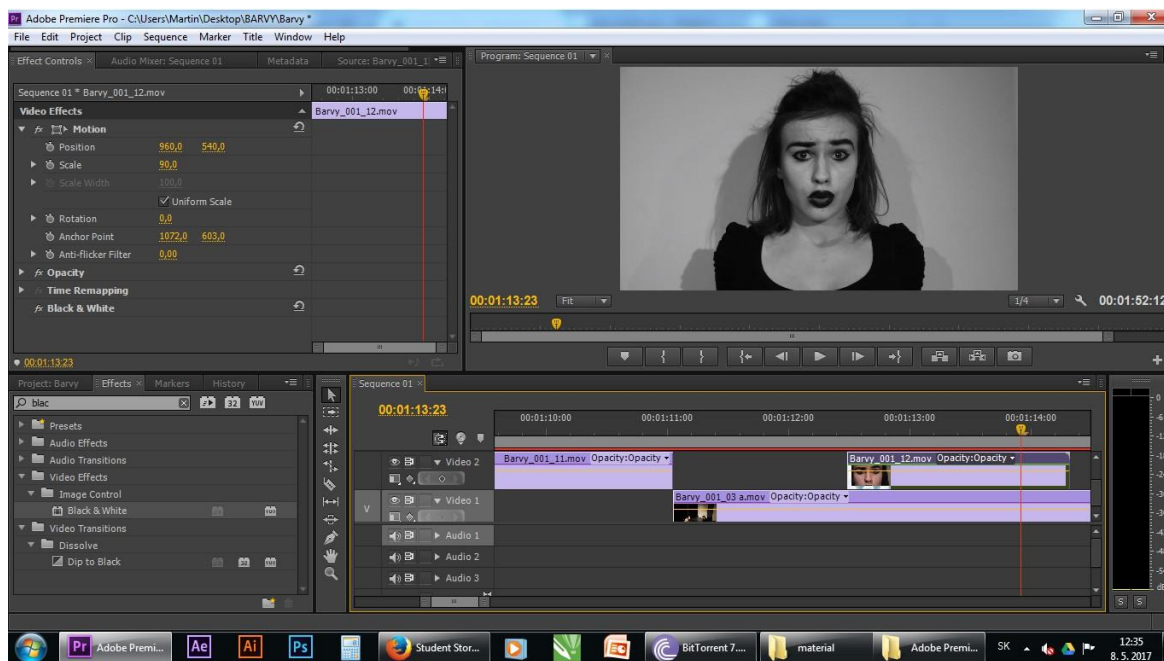 Adobe Premiere Pro - C:\Users\Martin\Desktop\BARVY\Barvy *
File Edit Project Clip Sequence Marker Title Window Help
Effect Controls × Audio Mixer: Sequence 01 Metadata Source: Barvy_001_1
Program: Sequence 01
Sequence 01 * Barvy_001_12.mov
00:01:13:00
Video Effects
Barvy_001_12.mov
fx Motion
Position 960,0 540,0
Scale 90,0
Scale Width 100,0
Uniform Scale
Rotation 0,0
Anchor Point 1072,0 603,0
Anti-flicker Filter 0,00
fx Opacity
Time Remapping
fx Black & White
00:01:13:23
00:01:13:23 Fit 1/4 00:01:52:12
Project: Barvy Effects × Markers History
blac
32 YUV
Presets
Audio Effects
Audio Transitions
Video Effects
Image Control
Black & White
Video Transitions
Dissolve
Dip to Black
Sequence 01 ×
00:01:13:23
00:01:10:00 00:01:11:00 00:01:12:00 00:01:13:00 00:01:14:00
Video 2
Barvy_001_11.mov Opacity:Opacity
Barvy_001_12.mov Opacity:Opacity
V Video 1
Barvy_001_03 a.mov Opacity:Opacity
Audio 1
Audio 2
Audio 3
0
-6
S S
Pr Adobe Premi... Ae Ai Ps Student Stor... BitTorrent 7.... material Adobe Premi... SK 12:35
8. 5. 2017